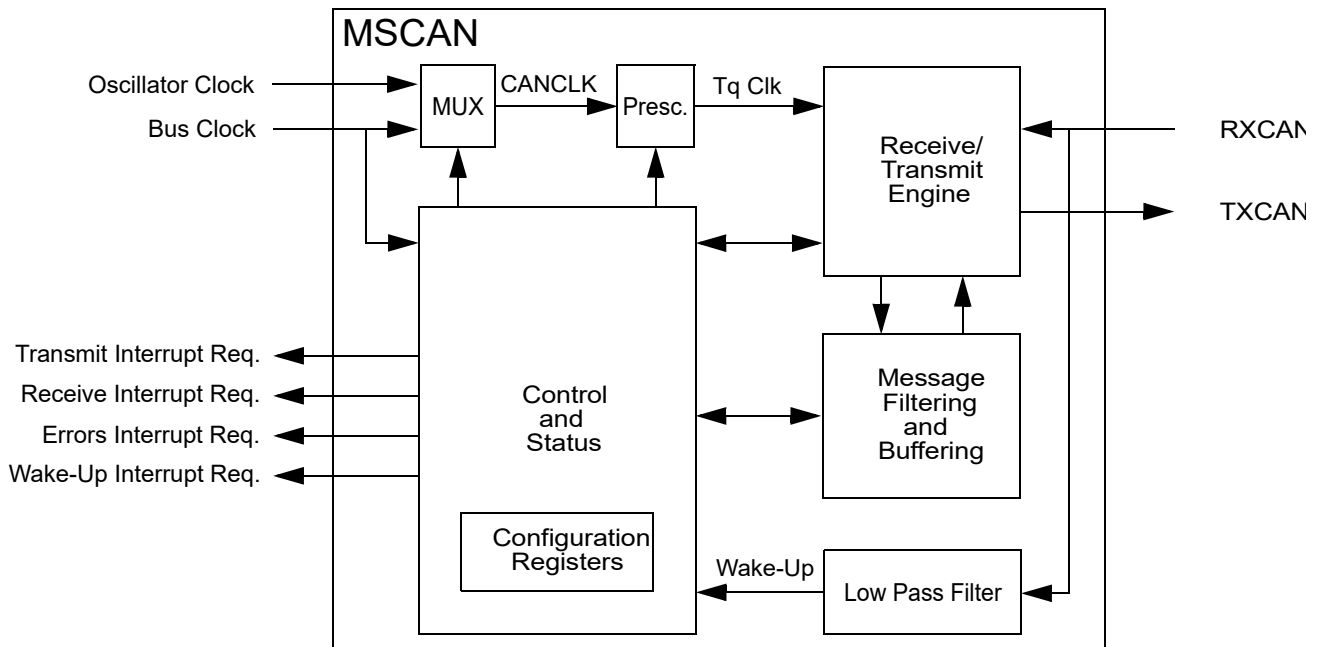 MSCAN
Oscillator Clock
MUX
CANCLK
Presc.
Tq Clk
Bus Clock
Receive/
Transmit
Engine
RXCAN
TXCAN
Transmit Interrupt Req.
Receive Interrupt Req.
Errors Interrupt Req.
Wake-Up Interrupt Req.
Control
and
Status
Message
Filtering
and
Buffering
Configuration
Registers
Wake-Up
Low Pass Filter